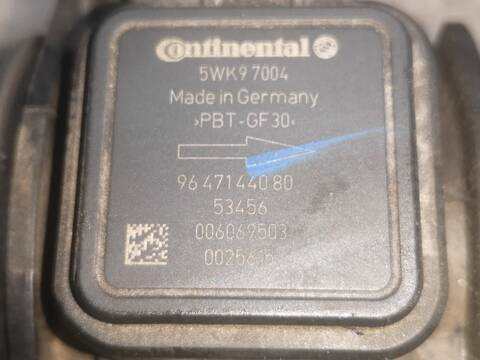 Continental
5WK9 7004
Made in Germany
>PBT-GF30<
96 471 440 80
53456
006069503